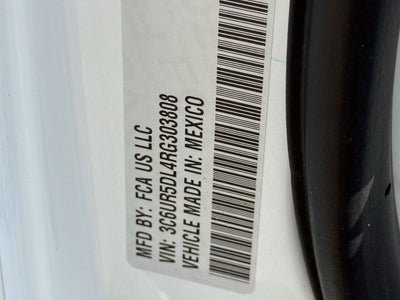 MFD BY: FCA US LLC
VIN: 3C6UR5DL4RG303808
VEHICLE MADE IN: MEXICO